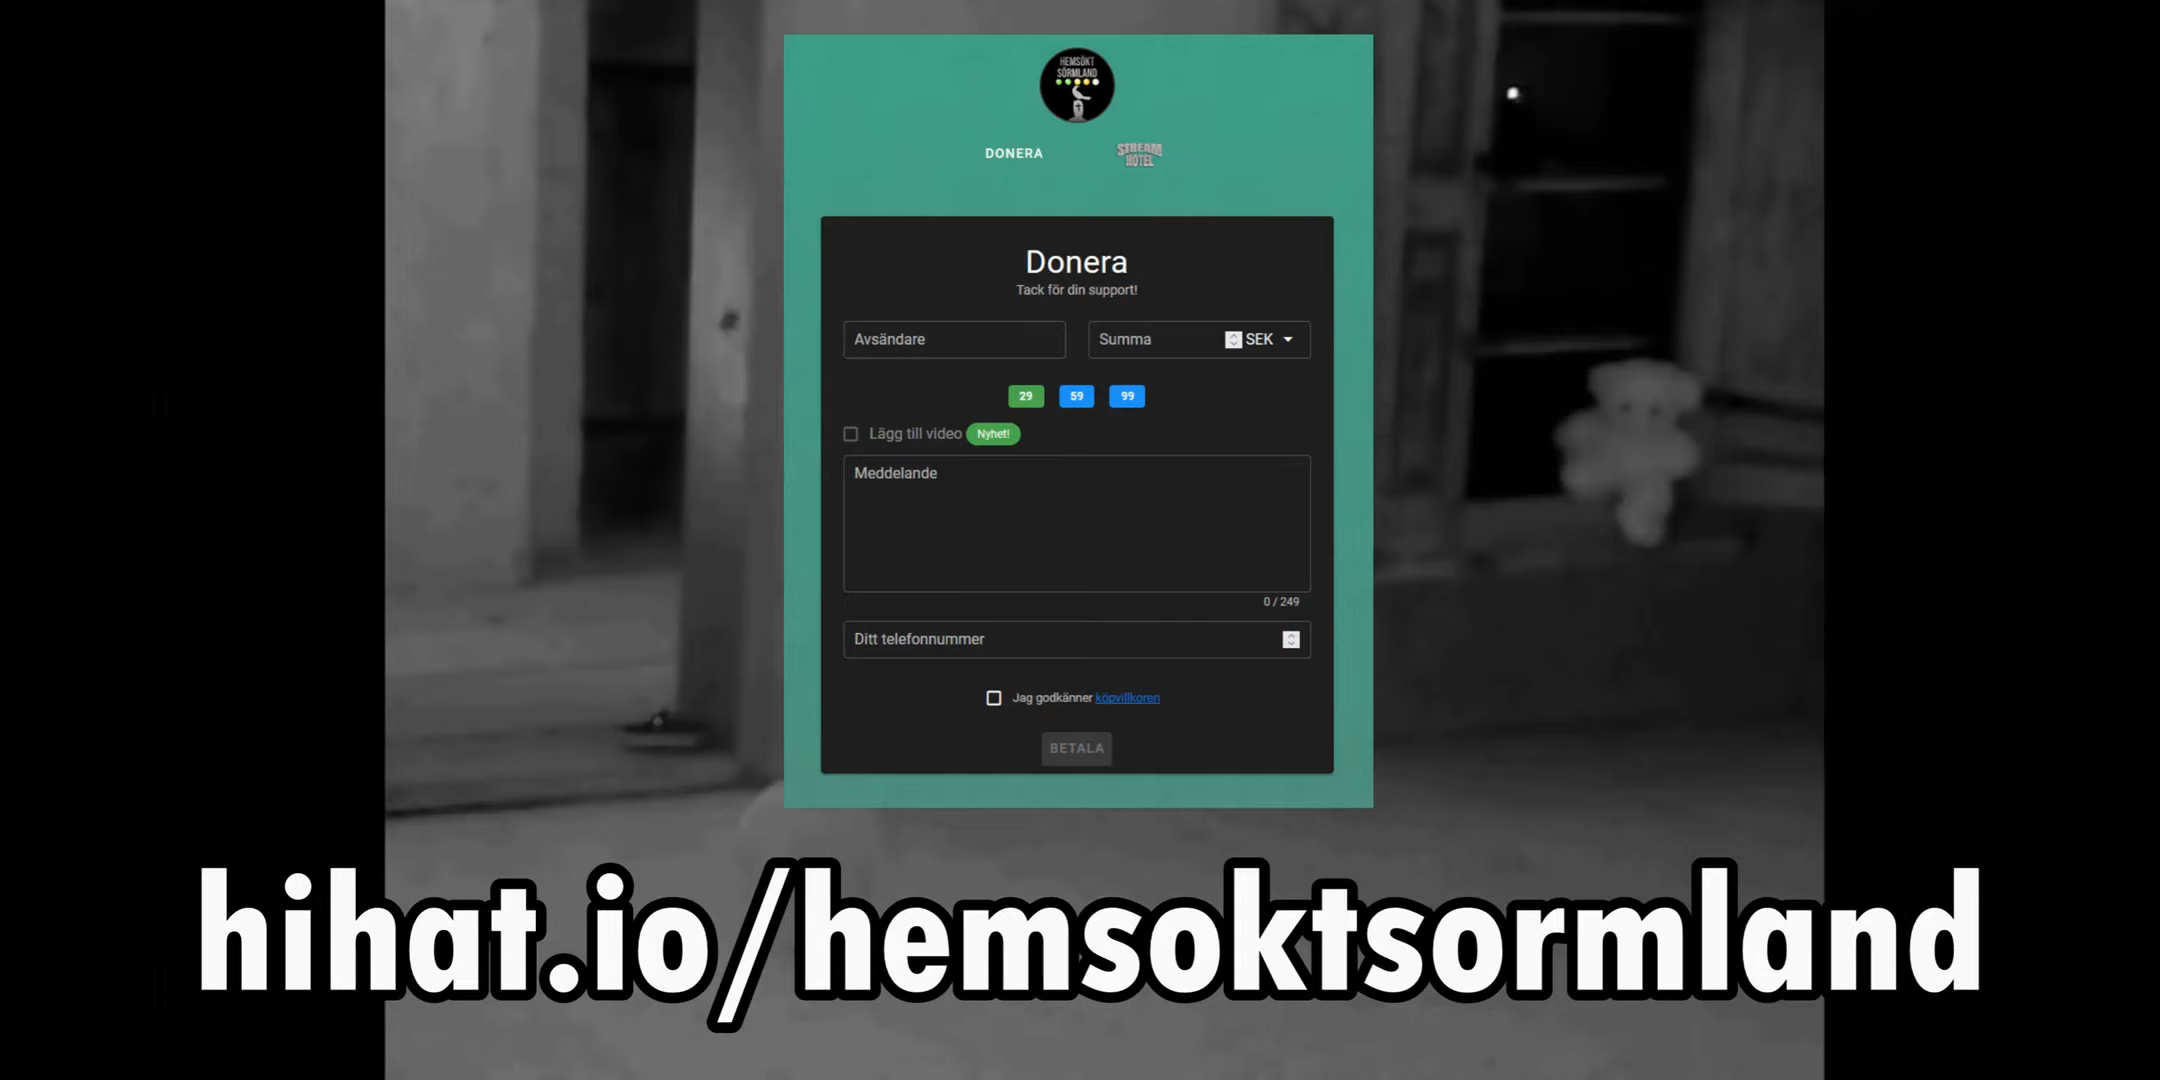 HEMSÖKT
SÖRMLAND
DONERA
STREAM
HOTEL
Donera
Tack för din support!
Avsändare
Summa
SEK
29
59
99
Lägg till video
Nyhet!
Meddelande
0 / 249
Ditt telefonnummer
Jag godkänner köpvillkoren
BETALA
hihat.io/hemsoktsormland